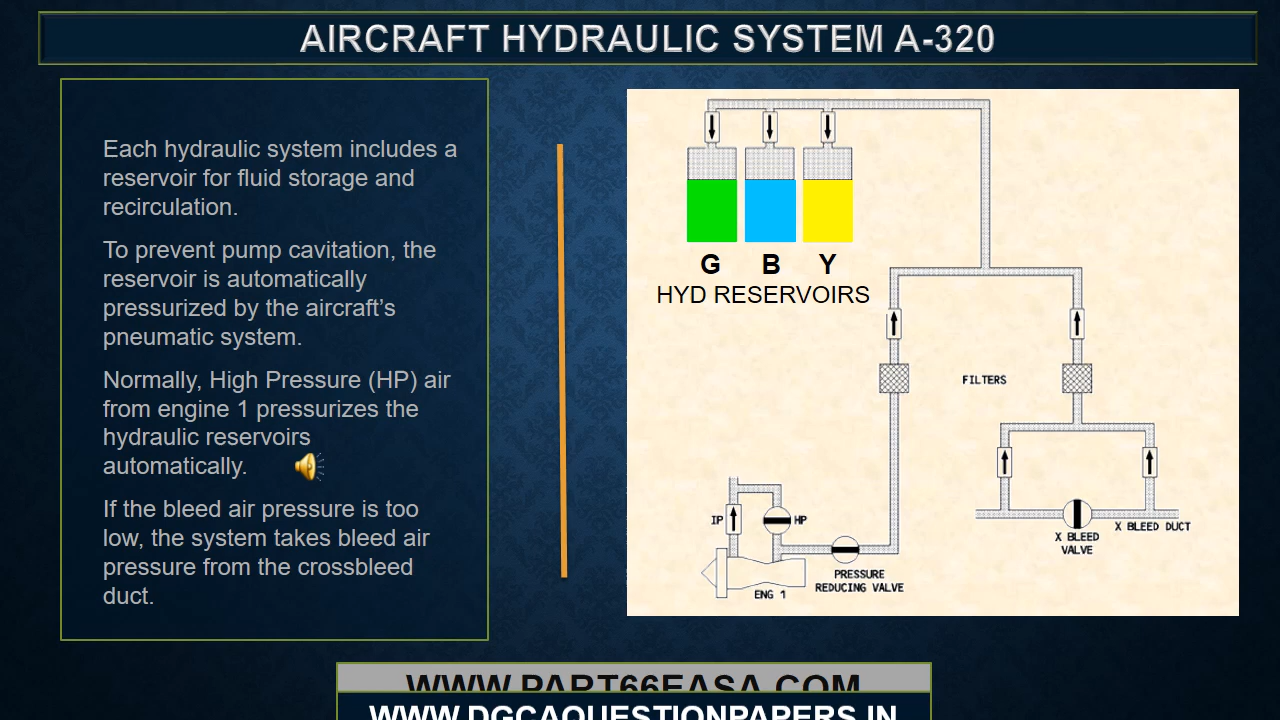 AIRCRAFT HYDRAULIC SYSTEM A-320
Each hydraulic system includes a
reservoir for fluid storage and
recirculation.
To prevent pump cavitation, the
reservoir is automatically
pressurized by the aircraft’s
pneumatic system.
Normally, High Pressure (HP) air
from engine 1 pressurizes the
hydraulic reservoirs
automatically.
If the bleed air pressure is too
low, the system takes bleed air
pressure from the crossbleed
duct.
G B Y
HYD RESERVOIRS
FILTERS
IP
HP
X BLEED DUCT
X BLEED
VALVE
PRESSURE
REDUCING VALVE
ENG 1
WWW.PART66EASA.COM
WWW.DGCAQUESTIONPAPERS.IN